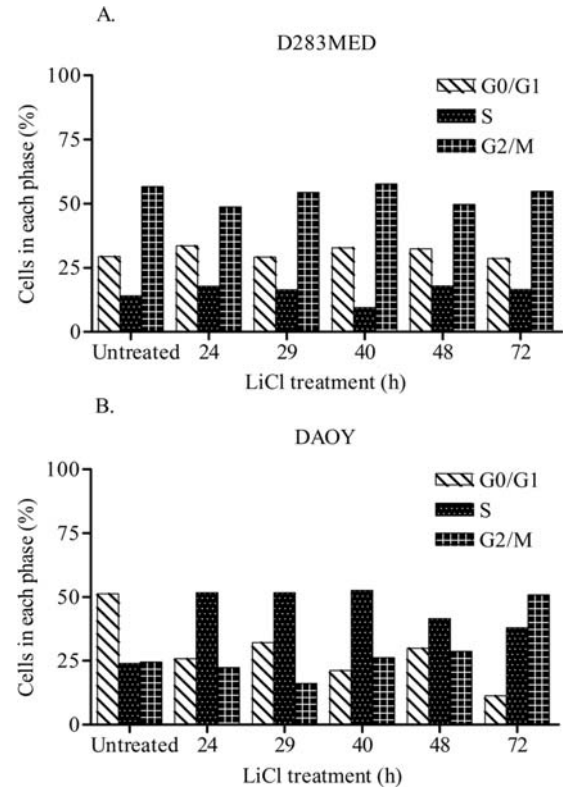 A.
D283MED
100
75
50
25
0
Cells in each phase (%)
G0/G1
S
G2/M
Untreated 24 29 40 48 72
LiCl treatment (h)
B.
DAOY
100
75
50
25
0
Cells in each phase (%)
G0/G1
S
G2/M
Untreated 24 29 40 48 72
LiCl treatment (h)